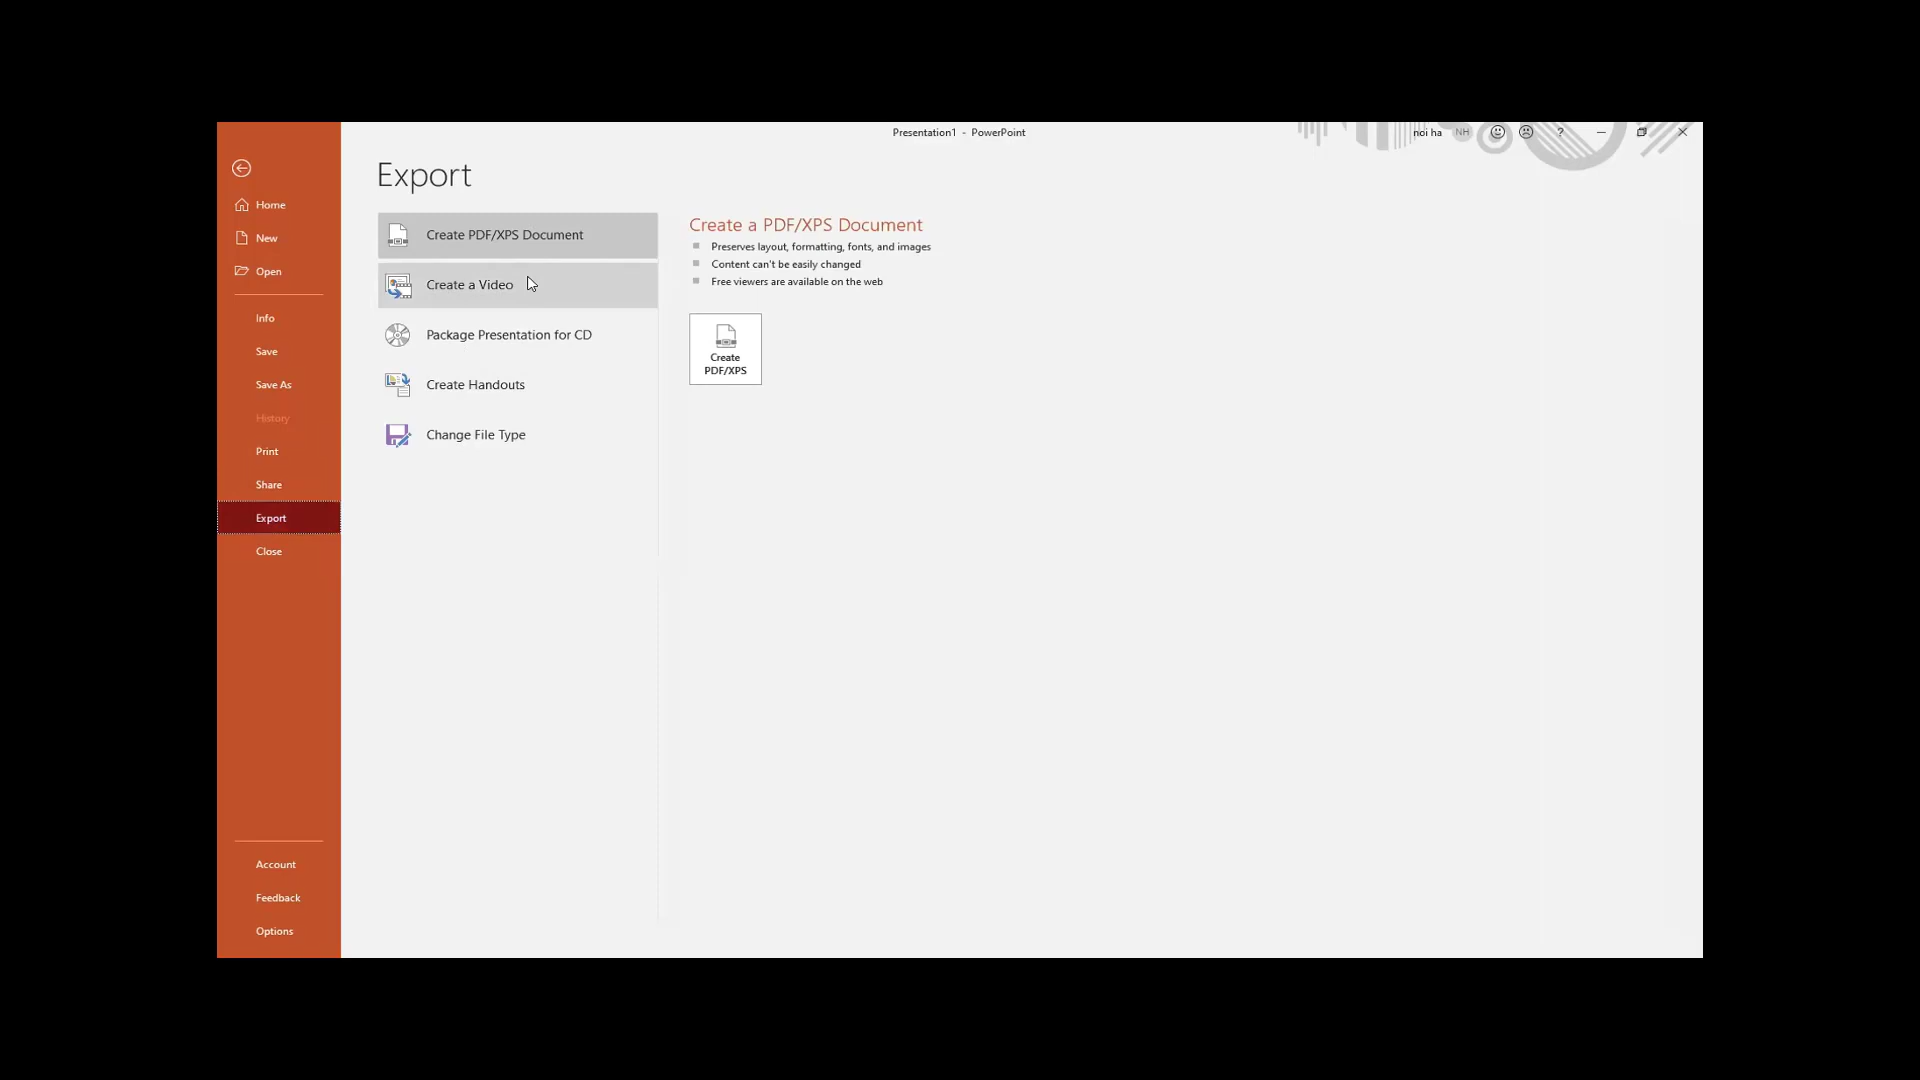 Presentation1 - PowerPoint
noi ha NH
?
Export
Home
New
Open
Info
Save
Save As
History
Print
Share
Export
Close
Account
Feedback
Options
Create PDF/XPS Document
Create a Video
Package Presentation for CD
Create Handouts
Change File Type
Create a PDF/XPS Document
Preserves layout, formatting, fonts, and images
Content can't be easily changed
Free viewers are available on the web
Create
PDF/XPS